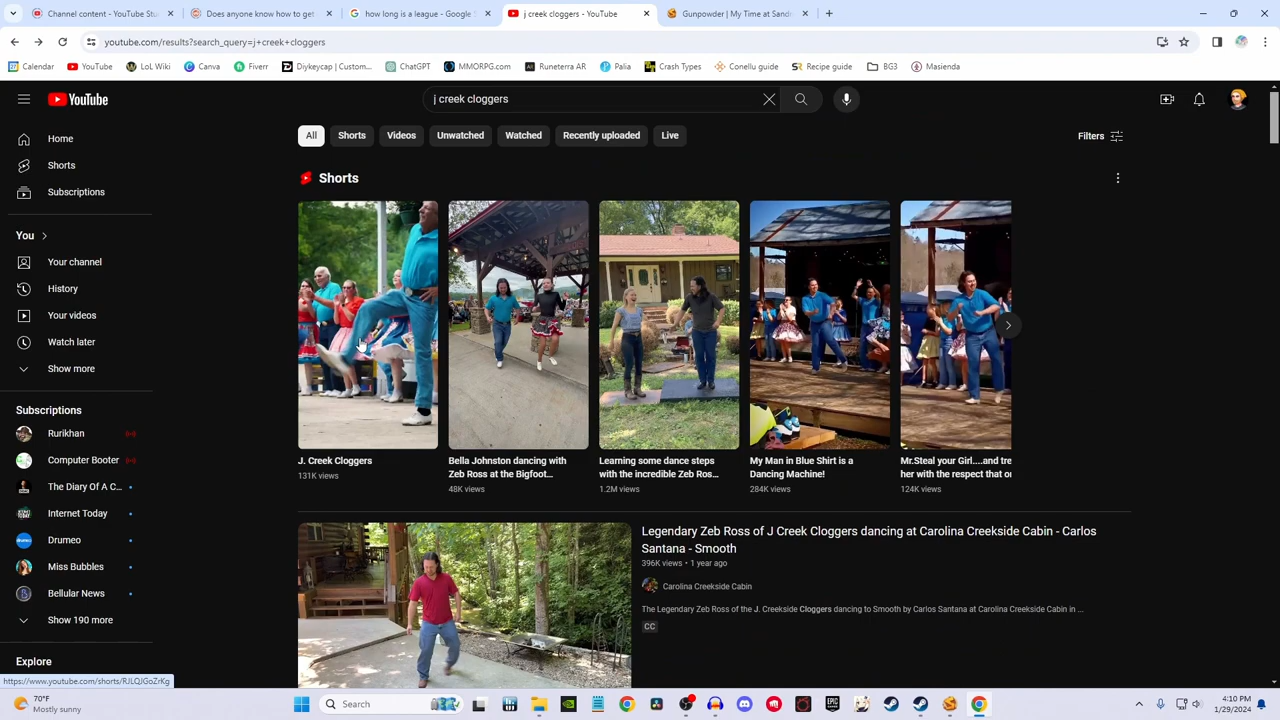 Channel content - YouTube Stu
Does anyone know how to get
how long is a league - Google S
j creek cloggers - YouTube
Gunpowder | My Time at Sandr
youtube.com/results?search_query=j+creek+cloggers
Calendar
YouTube
LoL Wiki
Canva
Fiverr
Diykeycap | Custom...
ChatGPT
MMORPG.com
Runeterra AR
Palia
Crash Types
Conellu guide
Recipe guide
BG3
Masienda
YouTube
j creek cloggers
Home
Shorts
Subscriptions
You
Your channel
History
Your videos
Watch later
Show more
Subscriptions
Rurikhan
Computer Booter
The Diary Of A C...
Internet Today
Drumeo
Miss Bubbles
Bellular News
Show 190 more
Explore
All
Shorts
Videos
Unwatched
Watched
Recently uploaded
Live
Filters
Shorts
J. Creek Cloggers
131K views
Bella Johnston dancing with
Zeb Ross at the Bigfoot...
48K views
Learning some dance steps
with the incredible Zeb Ros...
1.2M views
My Man in Blue Shirt is a
Dancing Machine!
284K views
Mr.Steal your Girl....and tre
her with the respect that o
124K views
Legendary Zeb Ross of J Creek Cloggers dancing at Carolina Creekside Cabin - Carlos
Santana - Smooth
396K views • 1 year ago
Carolina Creekside Cabin
The Legendary Zeb Ross of the J. Creekside Cloggers dancing to Smooth by Carlos Santana at Carolina Creekside Cabin in ...
CC
https://www.youtube.com/shorts/RJLQJGoZrKg
70°F
Mostly sunny
Search
4:10 PM
1/29/2024